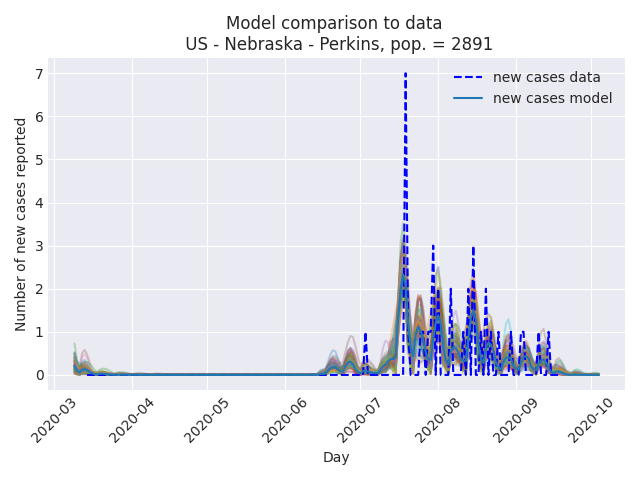 Model comparison to data
US - Nebraska - Perkins, pop. = 2891
new cases data
new cases model
Number of new cases reported
7
6
5
4
3
2
1
0
2020-03
2020-04
2020-05
2020-06
2020-07
2020-08
2020-09
2020-10
Day